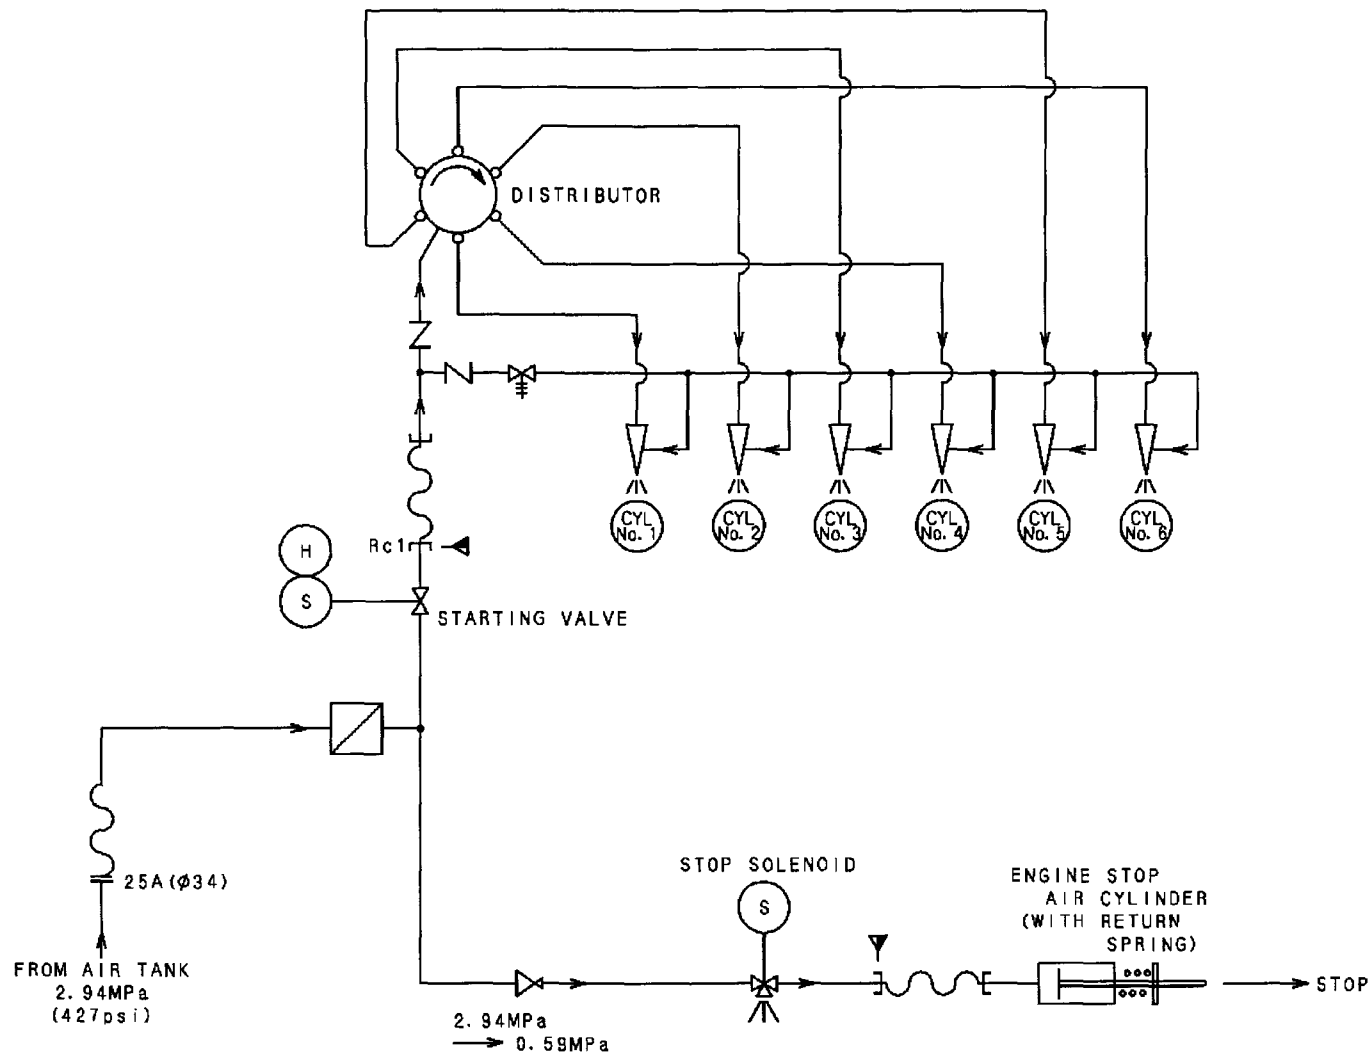 DISTRIBUTOR
CYL No. 1
CYL No. 2
CYL No. 3
CYL No. 4
CYL No. 5
CYL No. 6
H
Rc1
S
STARTING VALVE
25A(Φ34)
STOP SOLENOID
S
ENGINE STOP
AIR CYLINDER
(WITH RETURN
SPRING)
FROM AIR TANK
2.94MPa
(427psi)
STOP
2.94MPa
0.59MPa